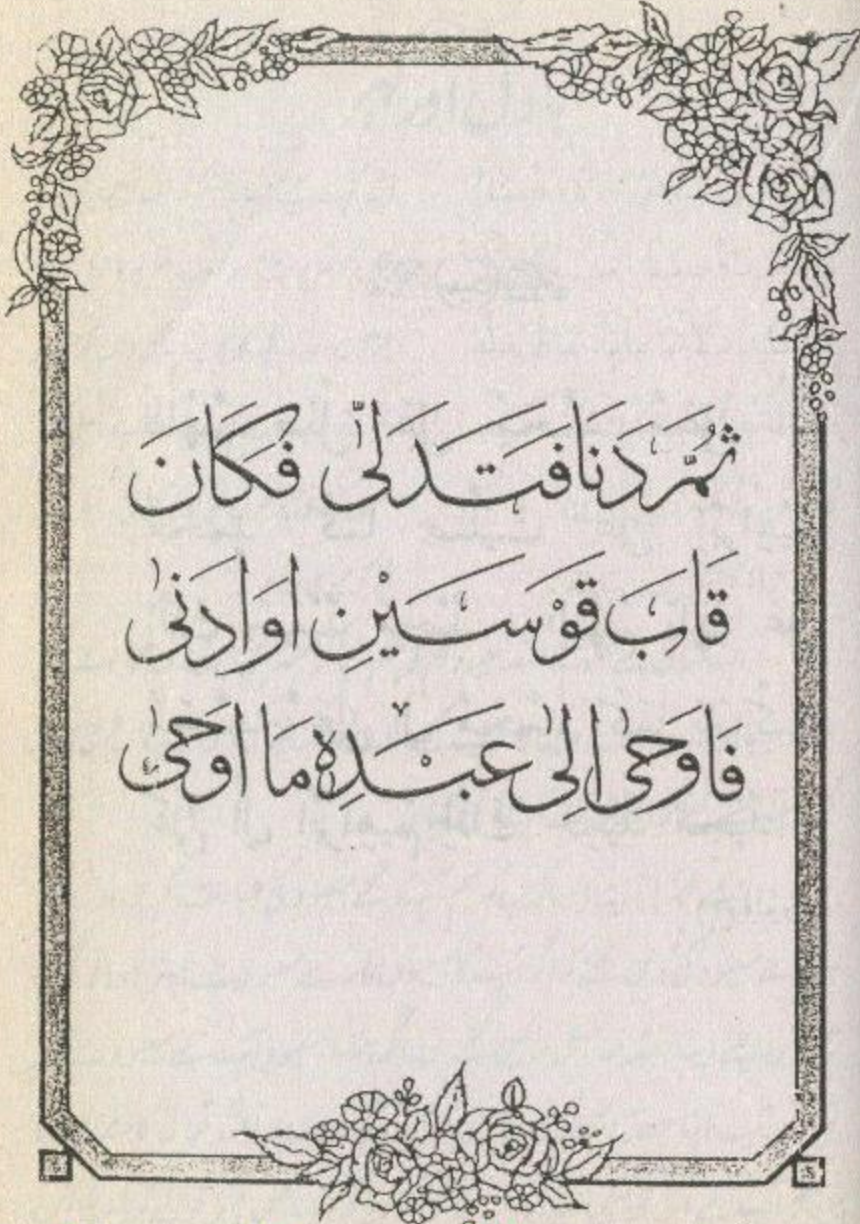 ثُمَّ دَنَا فَتَدَلّٰی فَكَانَ
قَابَ قَوْسَيْنِ اَوْ اَدْنٰی
فَاَوْحٰی اِلٰی عَبْدِهٖ مَا اَوْحٰی